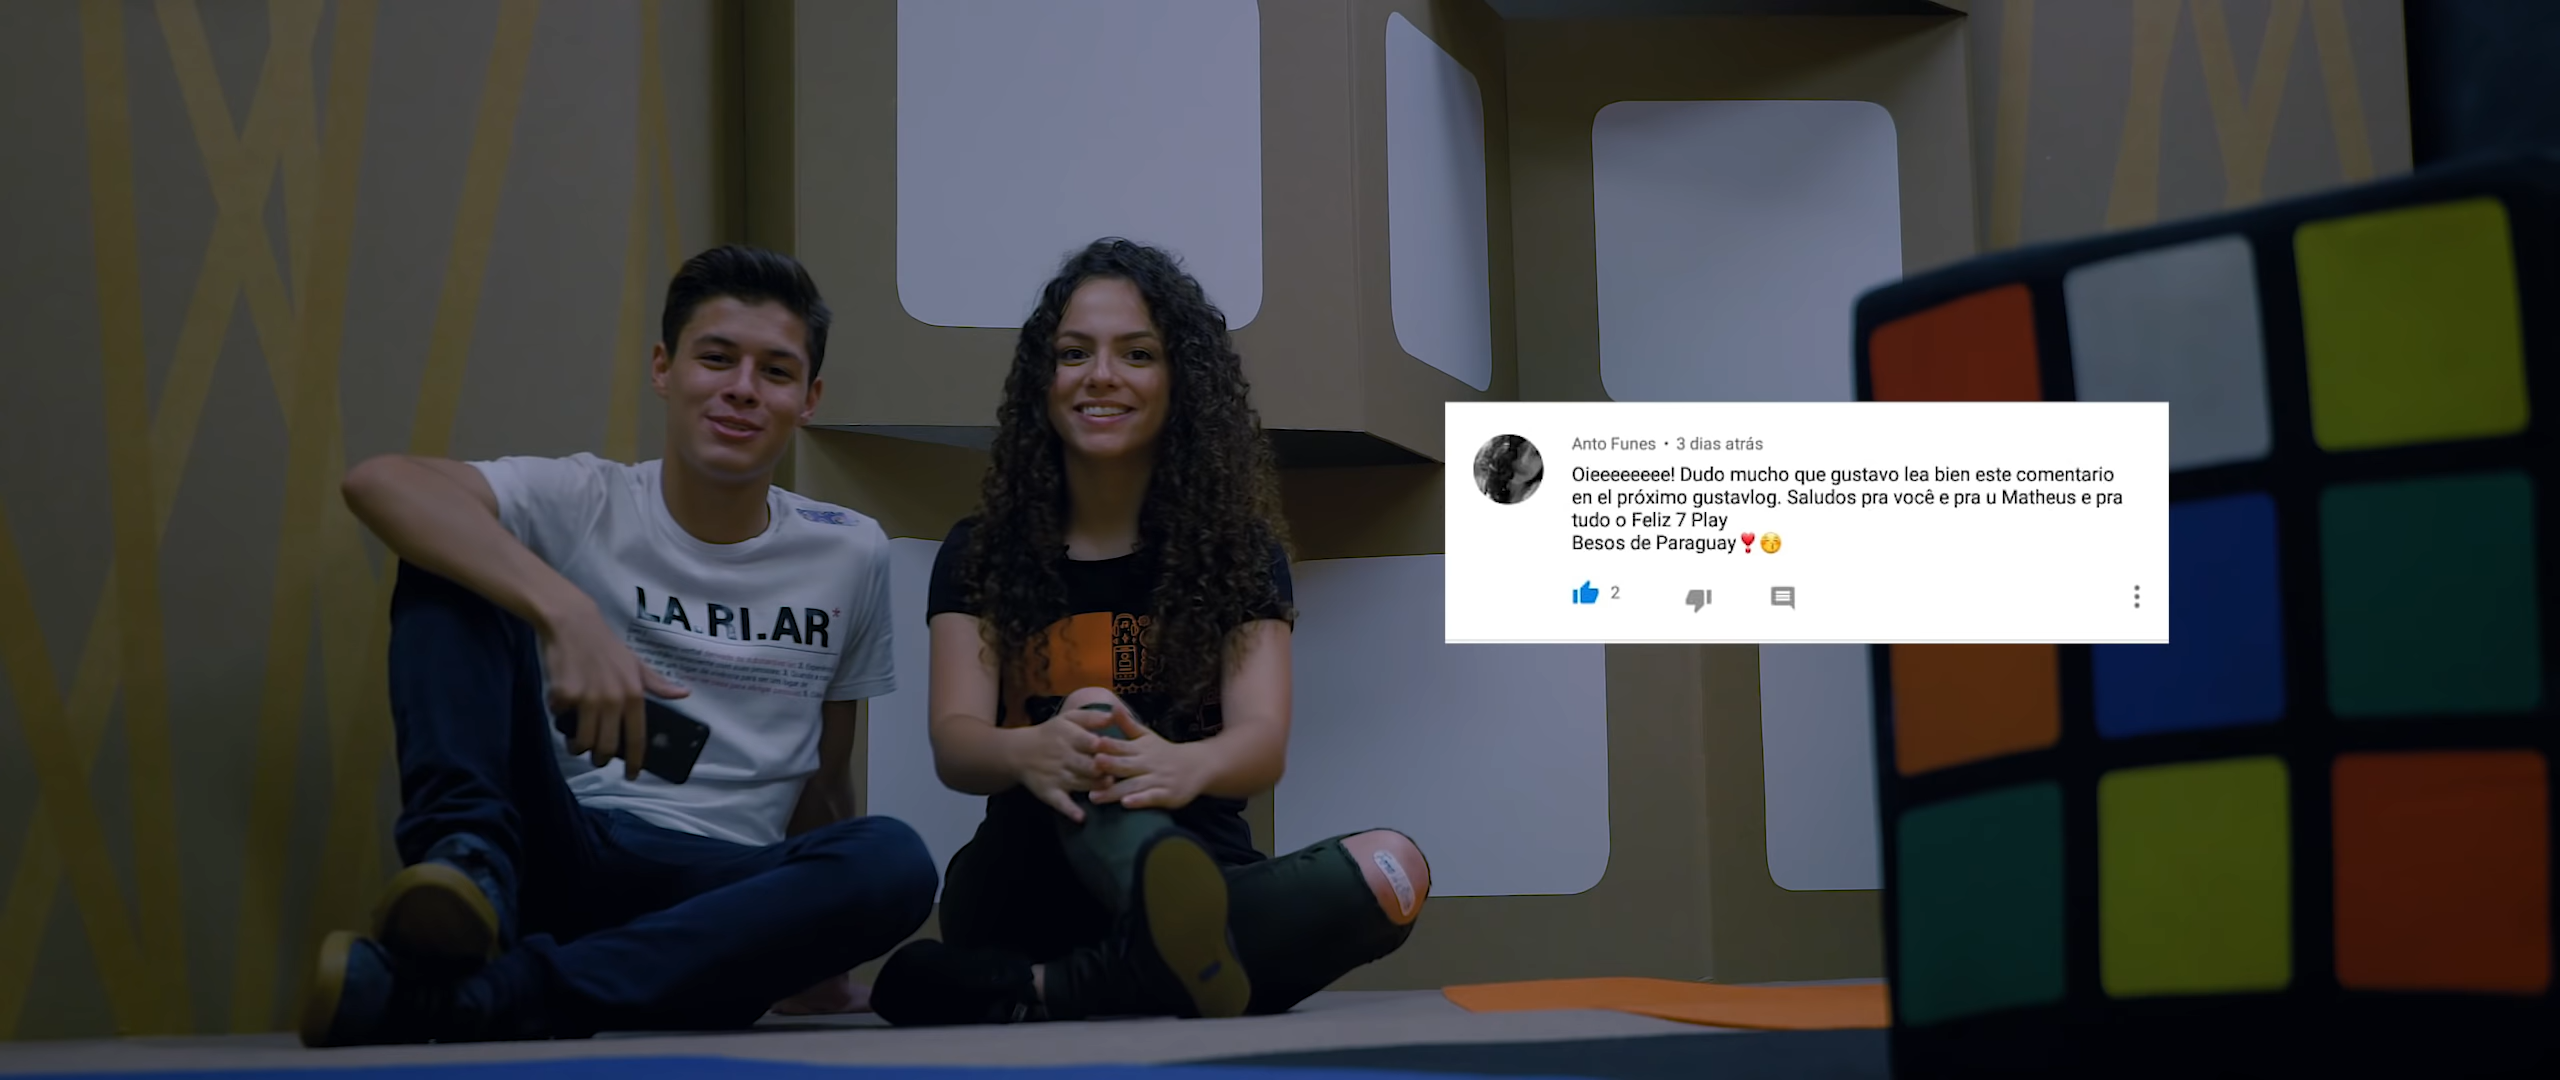 Anto Funes • 3 dias atrás
Oieeeeeeee! Dudo mucho que gustavo lea bien este comentario
en el próximo gustavlog. Saludos pra você e pra u Matheus e pra
tudo o Feliz 7 Play
Besos de Paraguay❣️😚
2
LA.RI.AR*